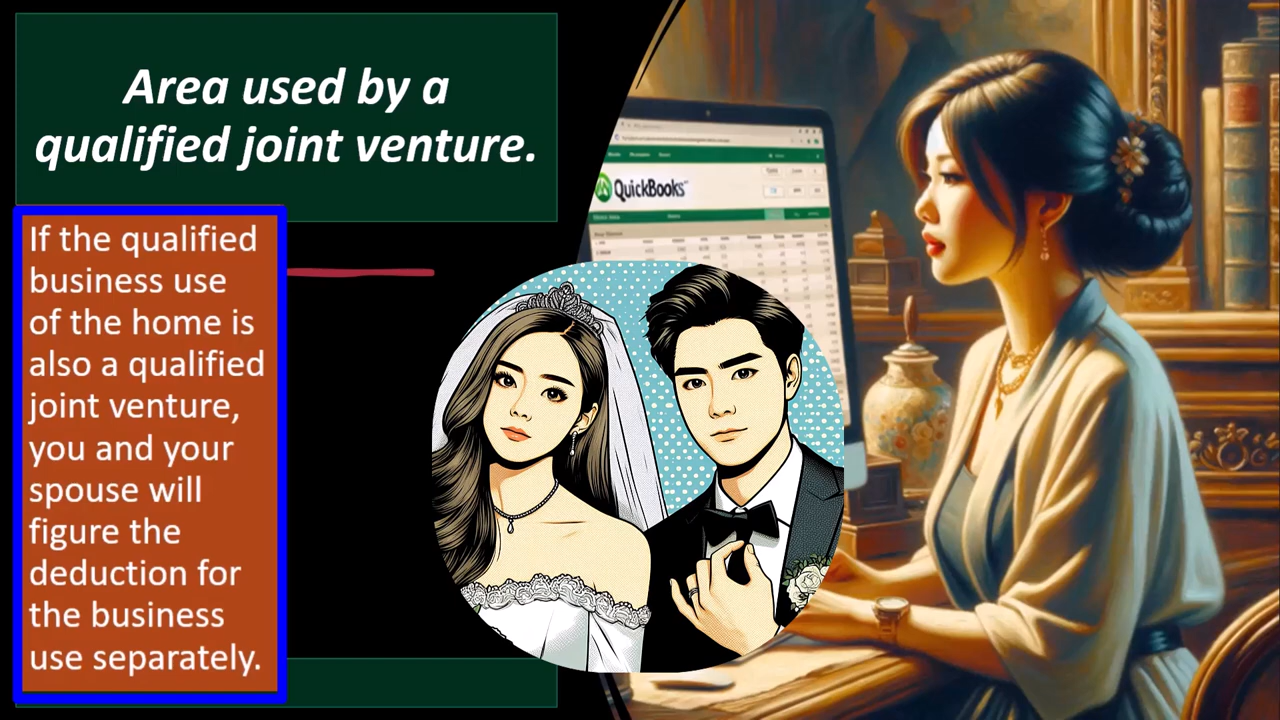 Area used by a
qualified joint venture.
If the qualified
business use
of the home is
also a qualified
joint venture,
you and your
spouse will
figure the
deduction for
the business
use separately.
QuickBooks